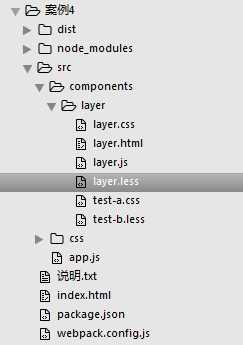 案例4
dist
node_modules
src
components
layer
layer.css
layer.html
layer.js
layer.less
test-a.css
test-b.less
css
app.js
说明.txt
index.html
package.json
webpack.config.js